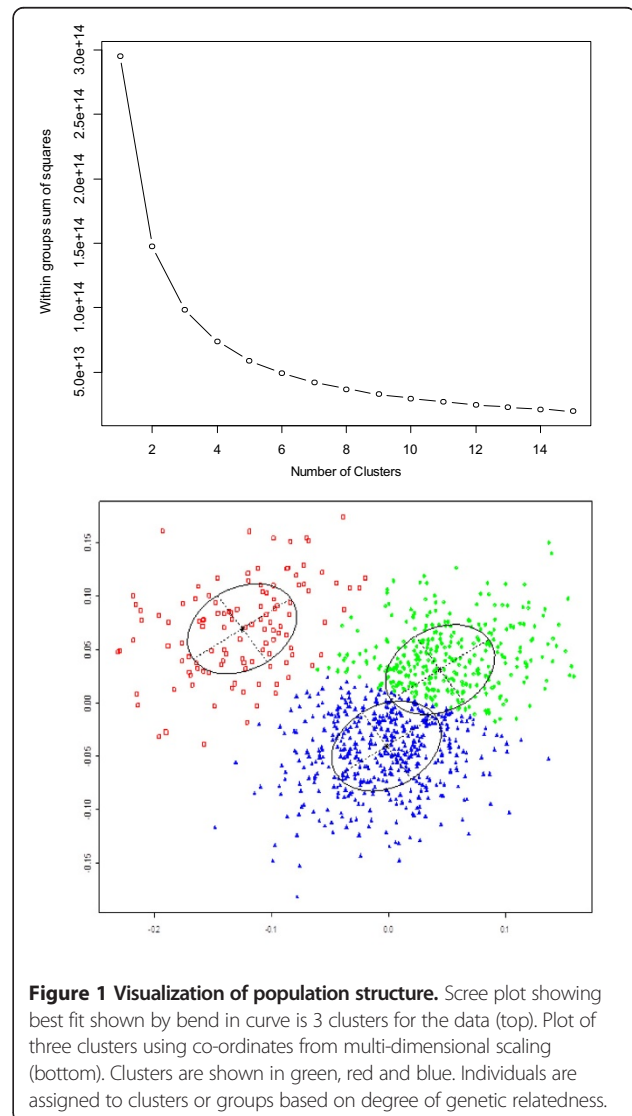 3.0e+14
2.5e+14
2.0e+14
1.5e+14
1.0e+14
5.0e+13
Within groups sum of squares
2 4 6 8 10 12 14
Number of Clusters
0.15
0.10
0.05
0.00
-0.05
-0.10
-0.15
-0.2 -0.1 0.0 0.1
Figure 1 Visualization of population structure. Scree plot showing
best fit shown by bend in curve is 3 clusters for the data (top). Plot of
three clusters using co-ordinates from multi-dimensional scaling
(bottom). Clusters are shown in green, red and blue. Individuals are
assigned to clusters or groups based on degree of genetic relatedness.